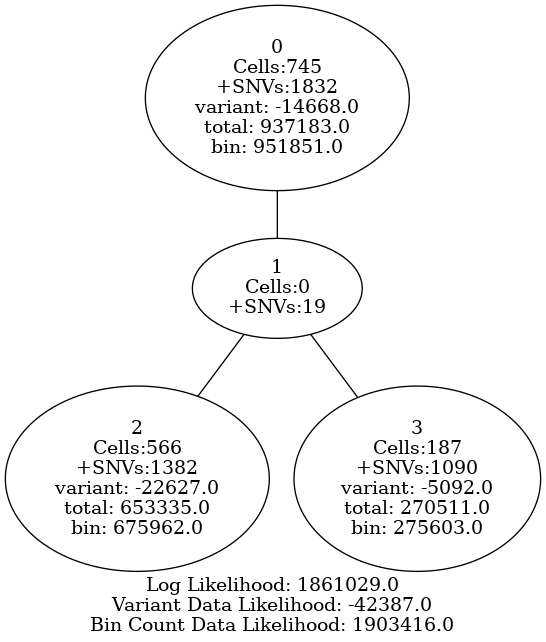 0
Cells:745
+SNVs:1832
variant: -14668.0
total: 937183.0
bin: 951851.0
1
Cells:0
+SNVs:19
2
Cells:566
+SNVs:1382
variant: -22627.0
total: 653335.0
bin: 675962.0
3
Cells:187
+SNVs:1090
variant: -5092.0
total: 270511.0
bin: 275603.0
Log Likelihood: 1861029.0
Variant Data Likelihood: -42387.0
Bin Count Data Likelihood: 1903416.0